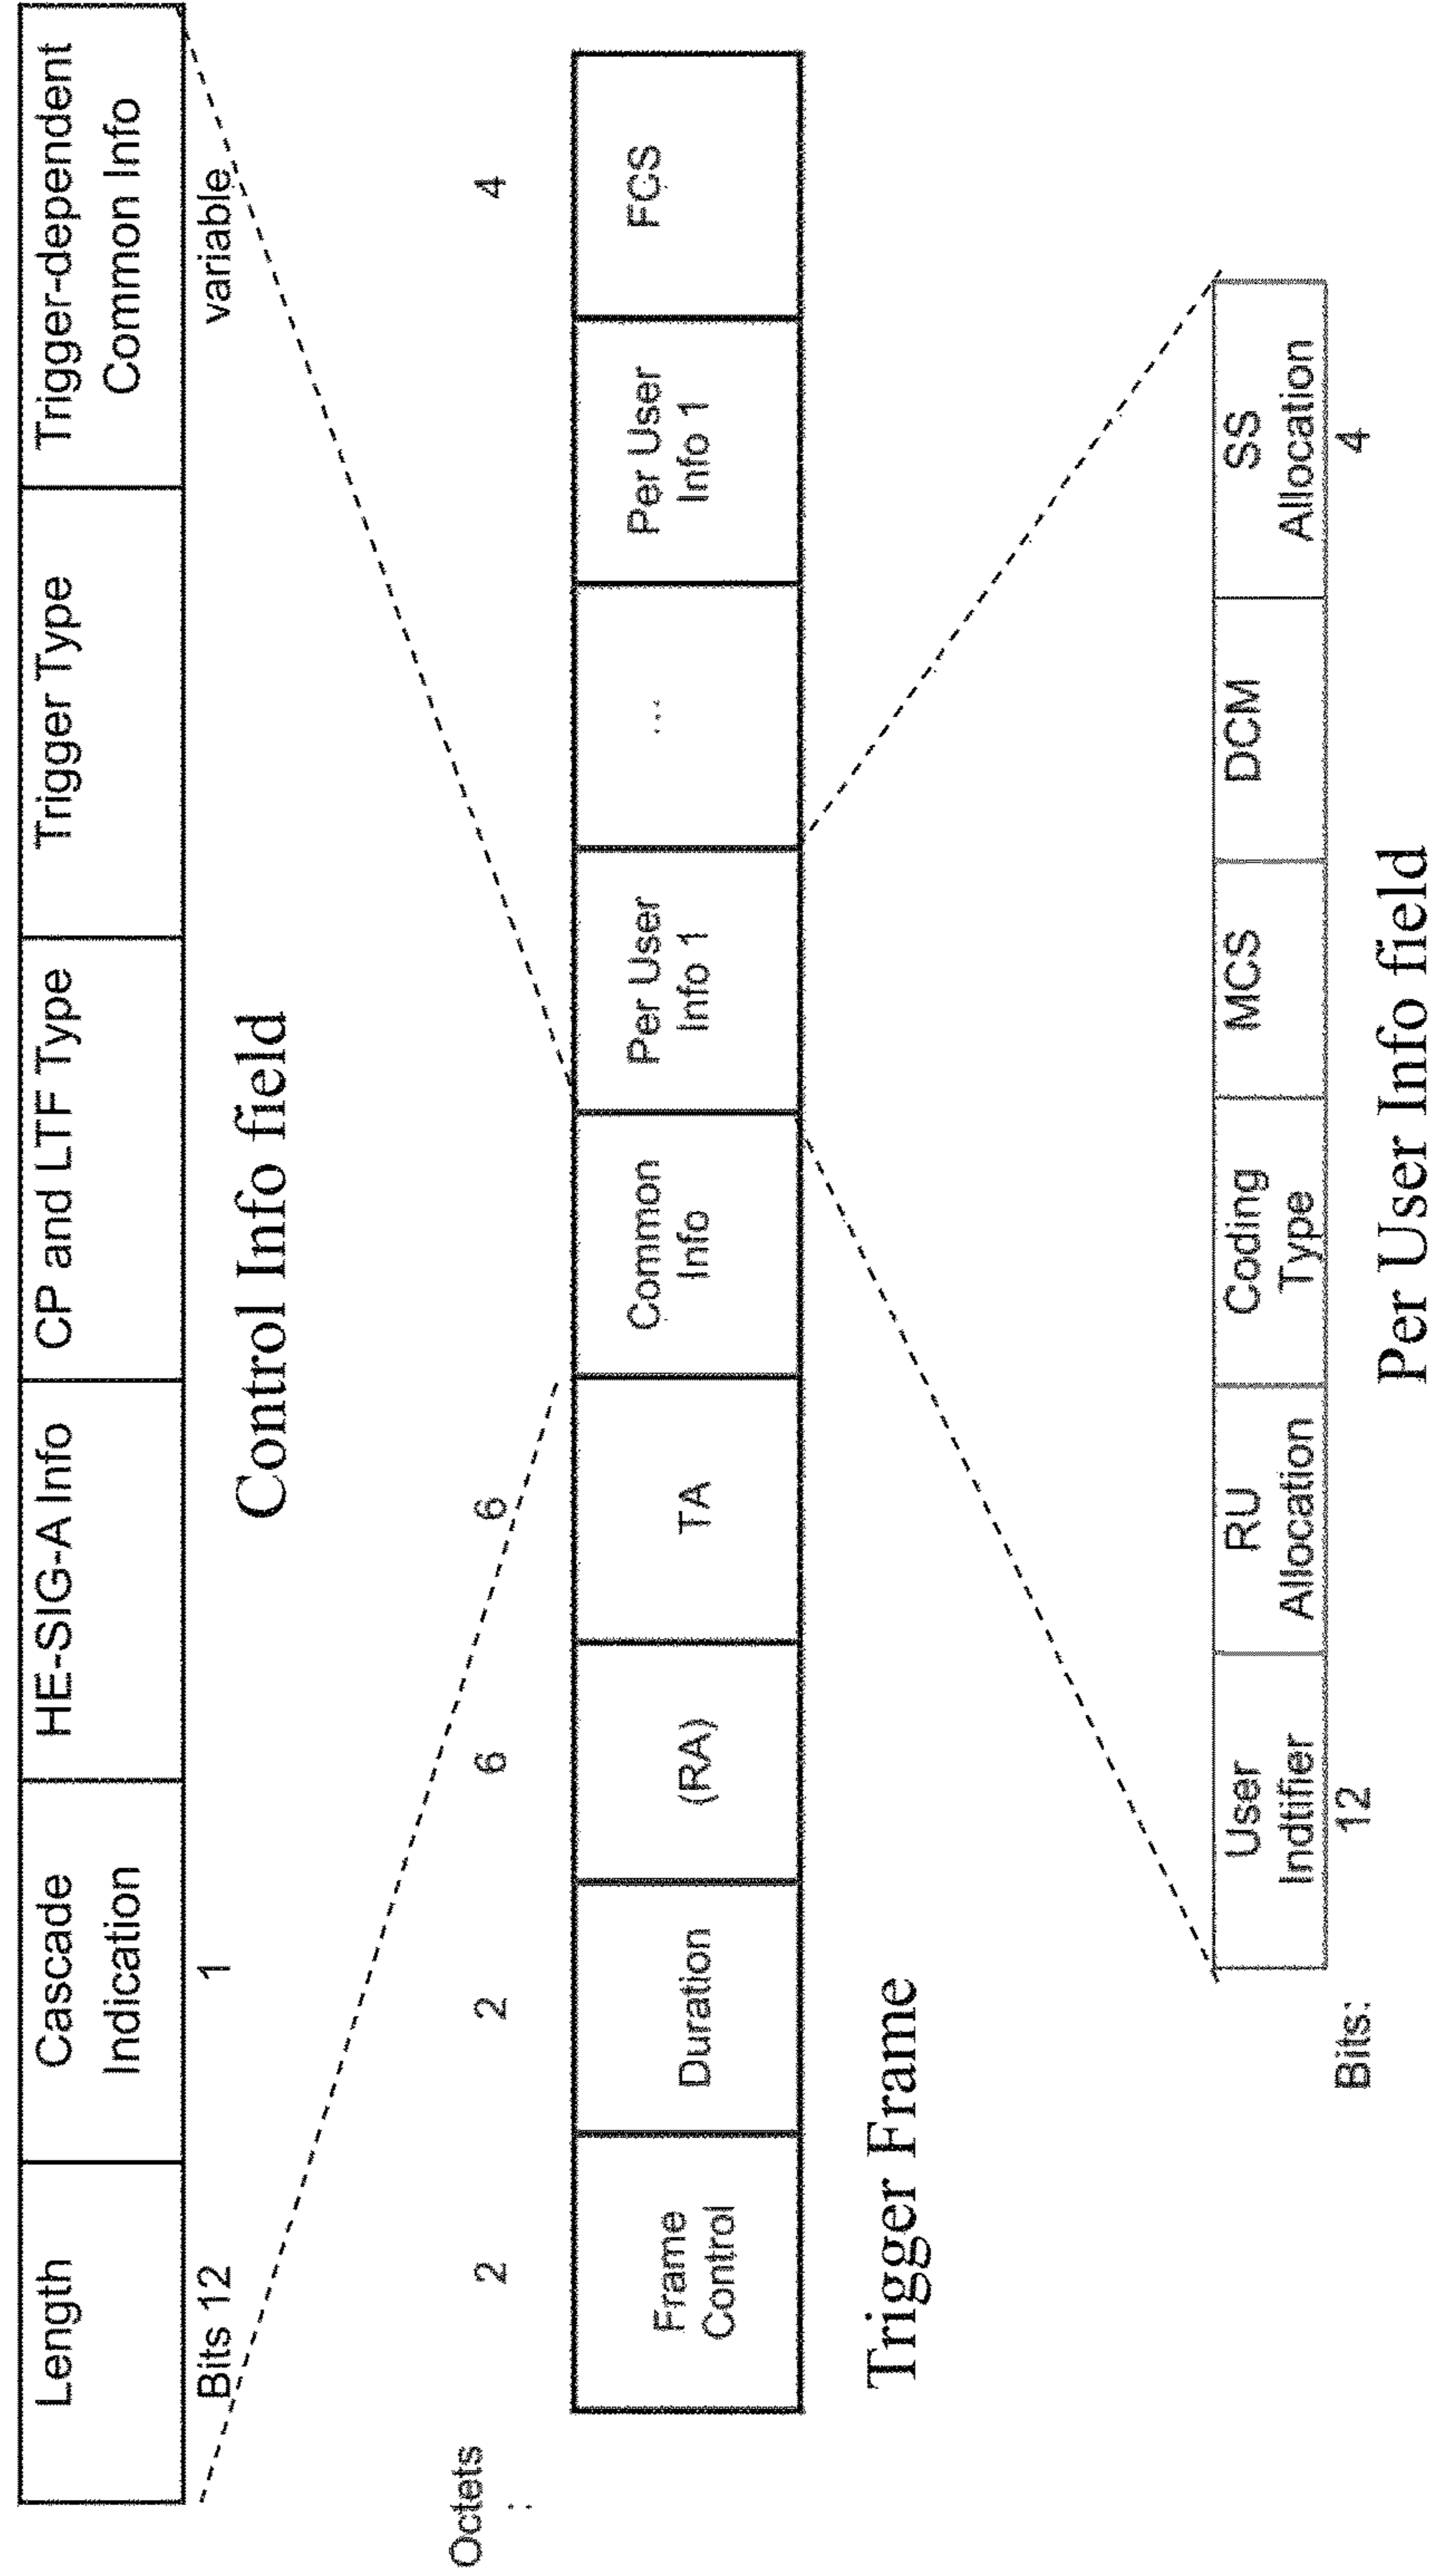 Length
Cascade
Indication
HE-SIG-A Info
CP and LTF Type
Trigger Type
Trigger-dependent
Common Info
Bits 12
1
variable
Control Info field
Octets
:
2
2
6
6
4
Frame
Control
Duration
(RA)
TA
Common
Info
Per User
Info 1
...
Per User
Info 1
FCS
Trigger Frame
User
Indtifier
RU
Allocation
Coding
Type
MCS
DCM
SS
Allocation
Bits:
12
4
Per User Info field